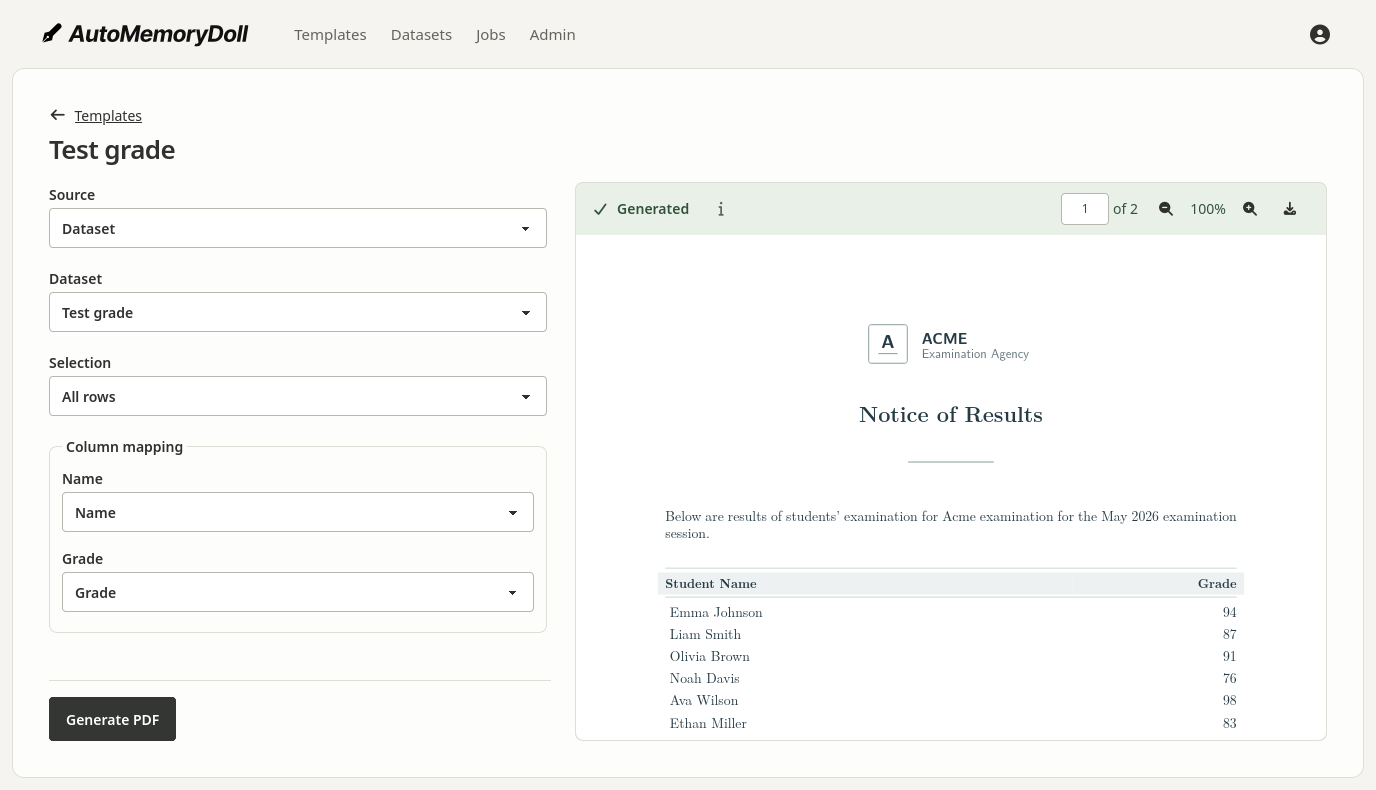 AutoMemoryDoll
Templates Datasets Jobs Admin
Templates
Test grade
Source
Dataset
Dataset
Test grade
Selection
All rows
Column mapping
Name
Name
Grade
Grade
Generate PDF
Generated i 1 of 2 100%
A
ACME
Examination Agency
Notice of Results
Below are results of students’ examination for Acme examination for the May 2026 examination
session.
Student Name Grade
Emma Johnson 94
Liam Smith 87
Olivia Brown 91
Noah Davis 76
Ava Wilson 98
Ethan Miller 83